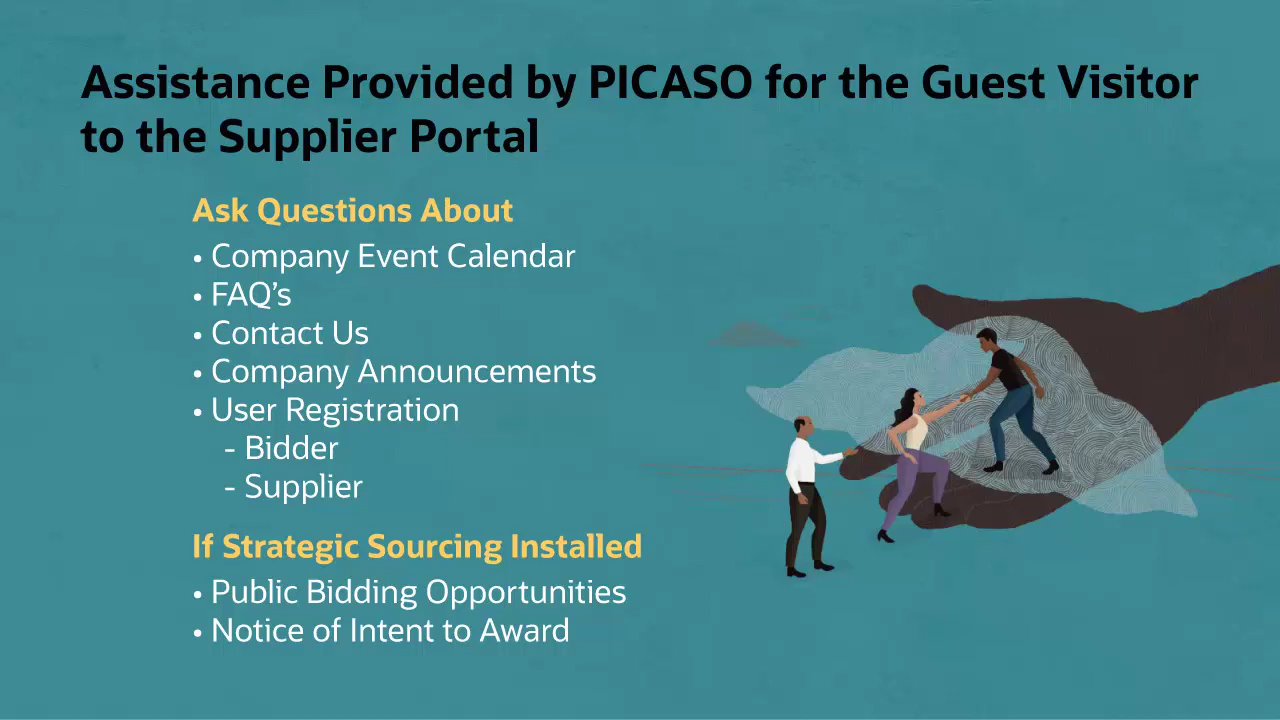 Assistance Provided by PICASO for the Guest Visitor
to the Supplier Portal
Ask Questions About
• Company Event Calendar
• FAQ’s
• Contact Us
• Company Announcements
• User Registration
- Bidder
- Supplier
If Strategic Sourcing Installed
• Public Bidding Opportunities
• Notice of Intent to Award